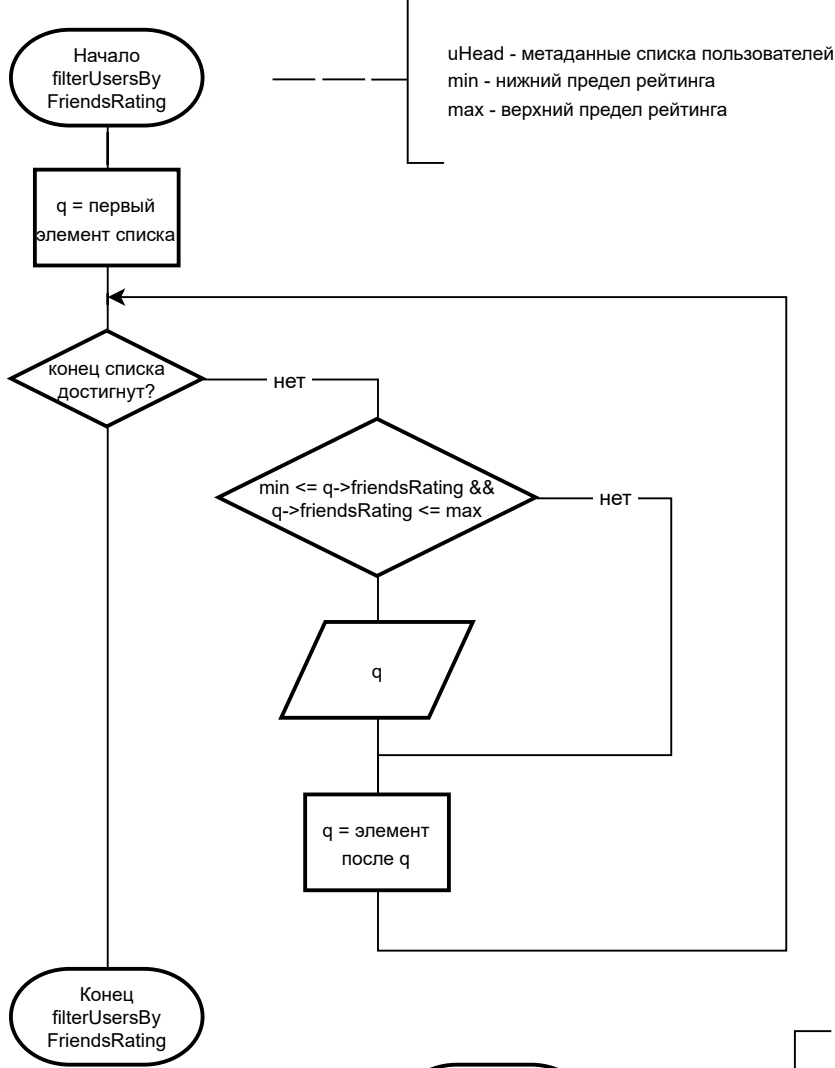 Начало
filterUsersBy
FriendsRating
uHead - метаданные списка пользователей
min - нижний предел рейтинга
max - верхний предел рейтинга
q = первый
элемент списка
конец списка
достигнут?
нет
min <= q->friendsRating &&
q->friendsRating <= max
нет
q
q = элемент
после q
Конец
filterUsersBy
FriendsRating